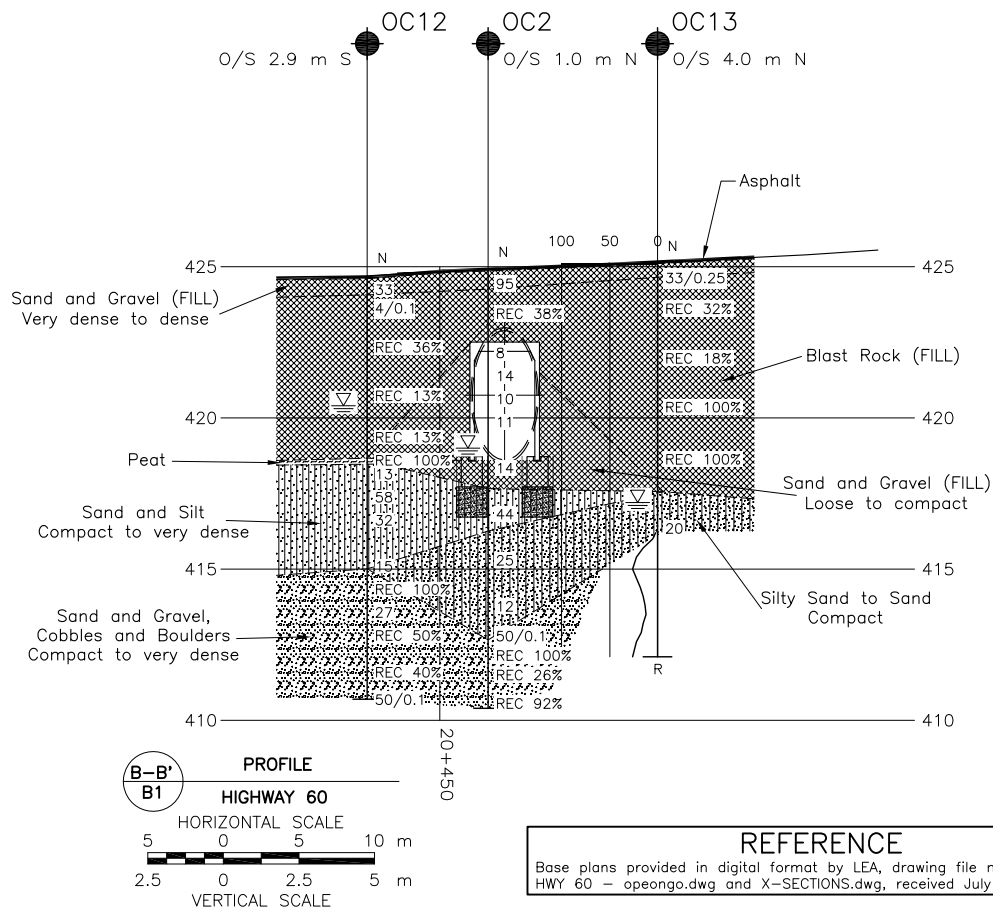 OC12
OC2
OC13
O/S 2.9 m S
O/S 1.0 m N
O/S 4.0 m N
Asphalt
100 50 0
N
N
N
425
425
Sand and Gravel (FILL)
Very dense to dense
33
4/0.1
REC 36%
REC 13%
REC 13%
REC 100%
13
58
32
15
REC 100%
27
REC 50%
REC 40%
50/0.1
95
REC 38%
8
14
10
11
14
44
25
12
50/0.1
REC 100%
REC 26%
REC 92%
33/0.25
REC 32%
REC 18%
REC 100%
REC 100%
20
R
Blast Rock (FILL)
420
420
Peat
Sand and Gravel (FILL)
Loose to compact
Sand and Silt
Compact to very dense
415
415
Silty Sand to Sand
Compact
Sand and Gravel,
Cobbles and Boulders
Compact to very dense
410
410
20+450
B-B'
B1
PROFILE
HIGHWAY 60
HORIZONTAL SCALE
5 0 5 10 m
2.5 0 2.5 5 m
VERTICAL SCALE
REFERENCE
Base plans provided in digital format by LEA, drawing file
HWY 60 - opeongo.dwg and X-SECTIONS.dwg, received July